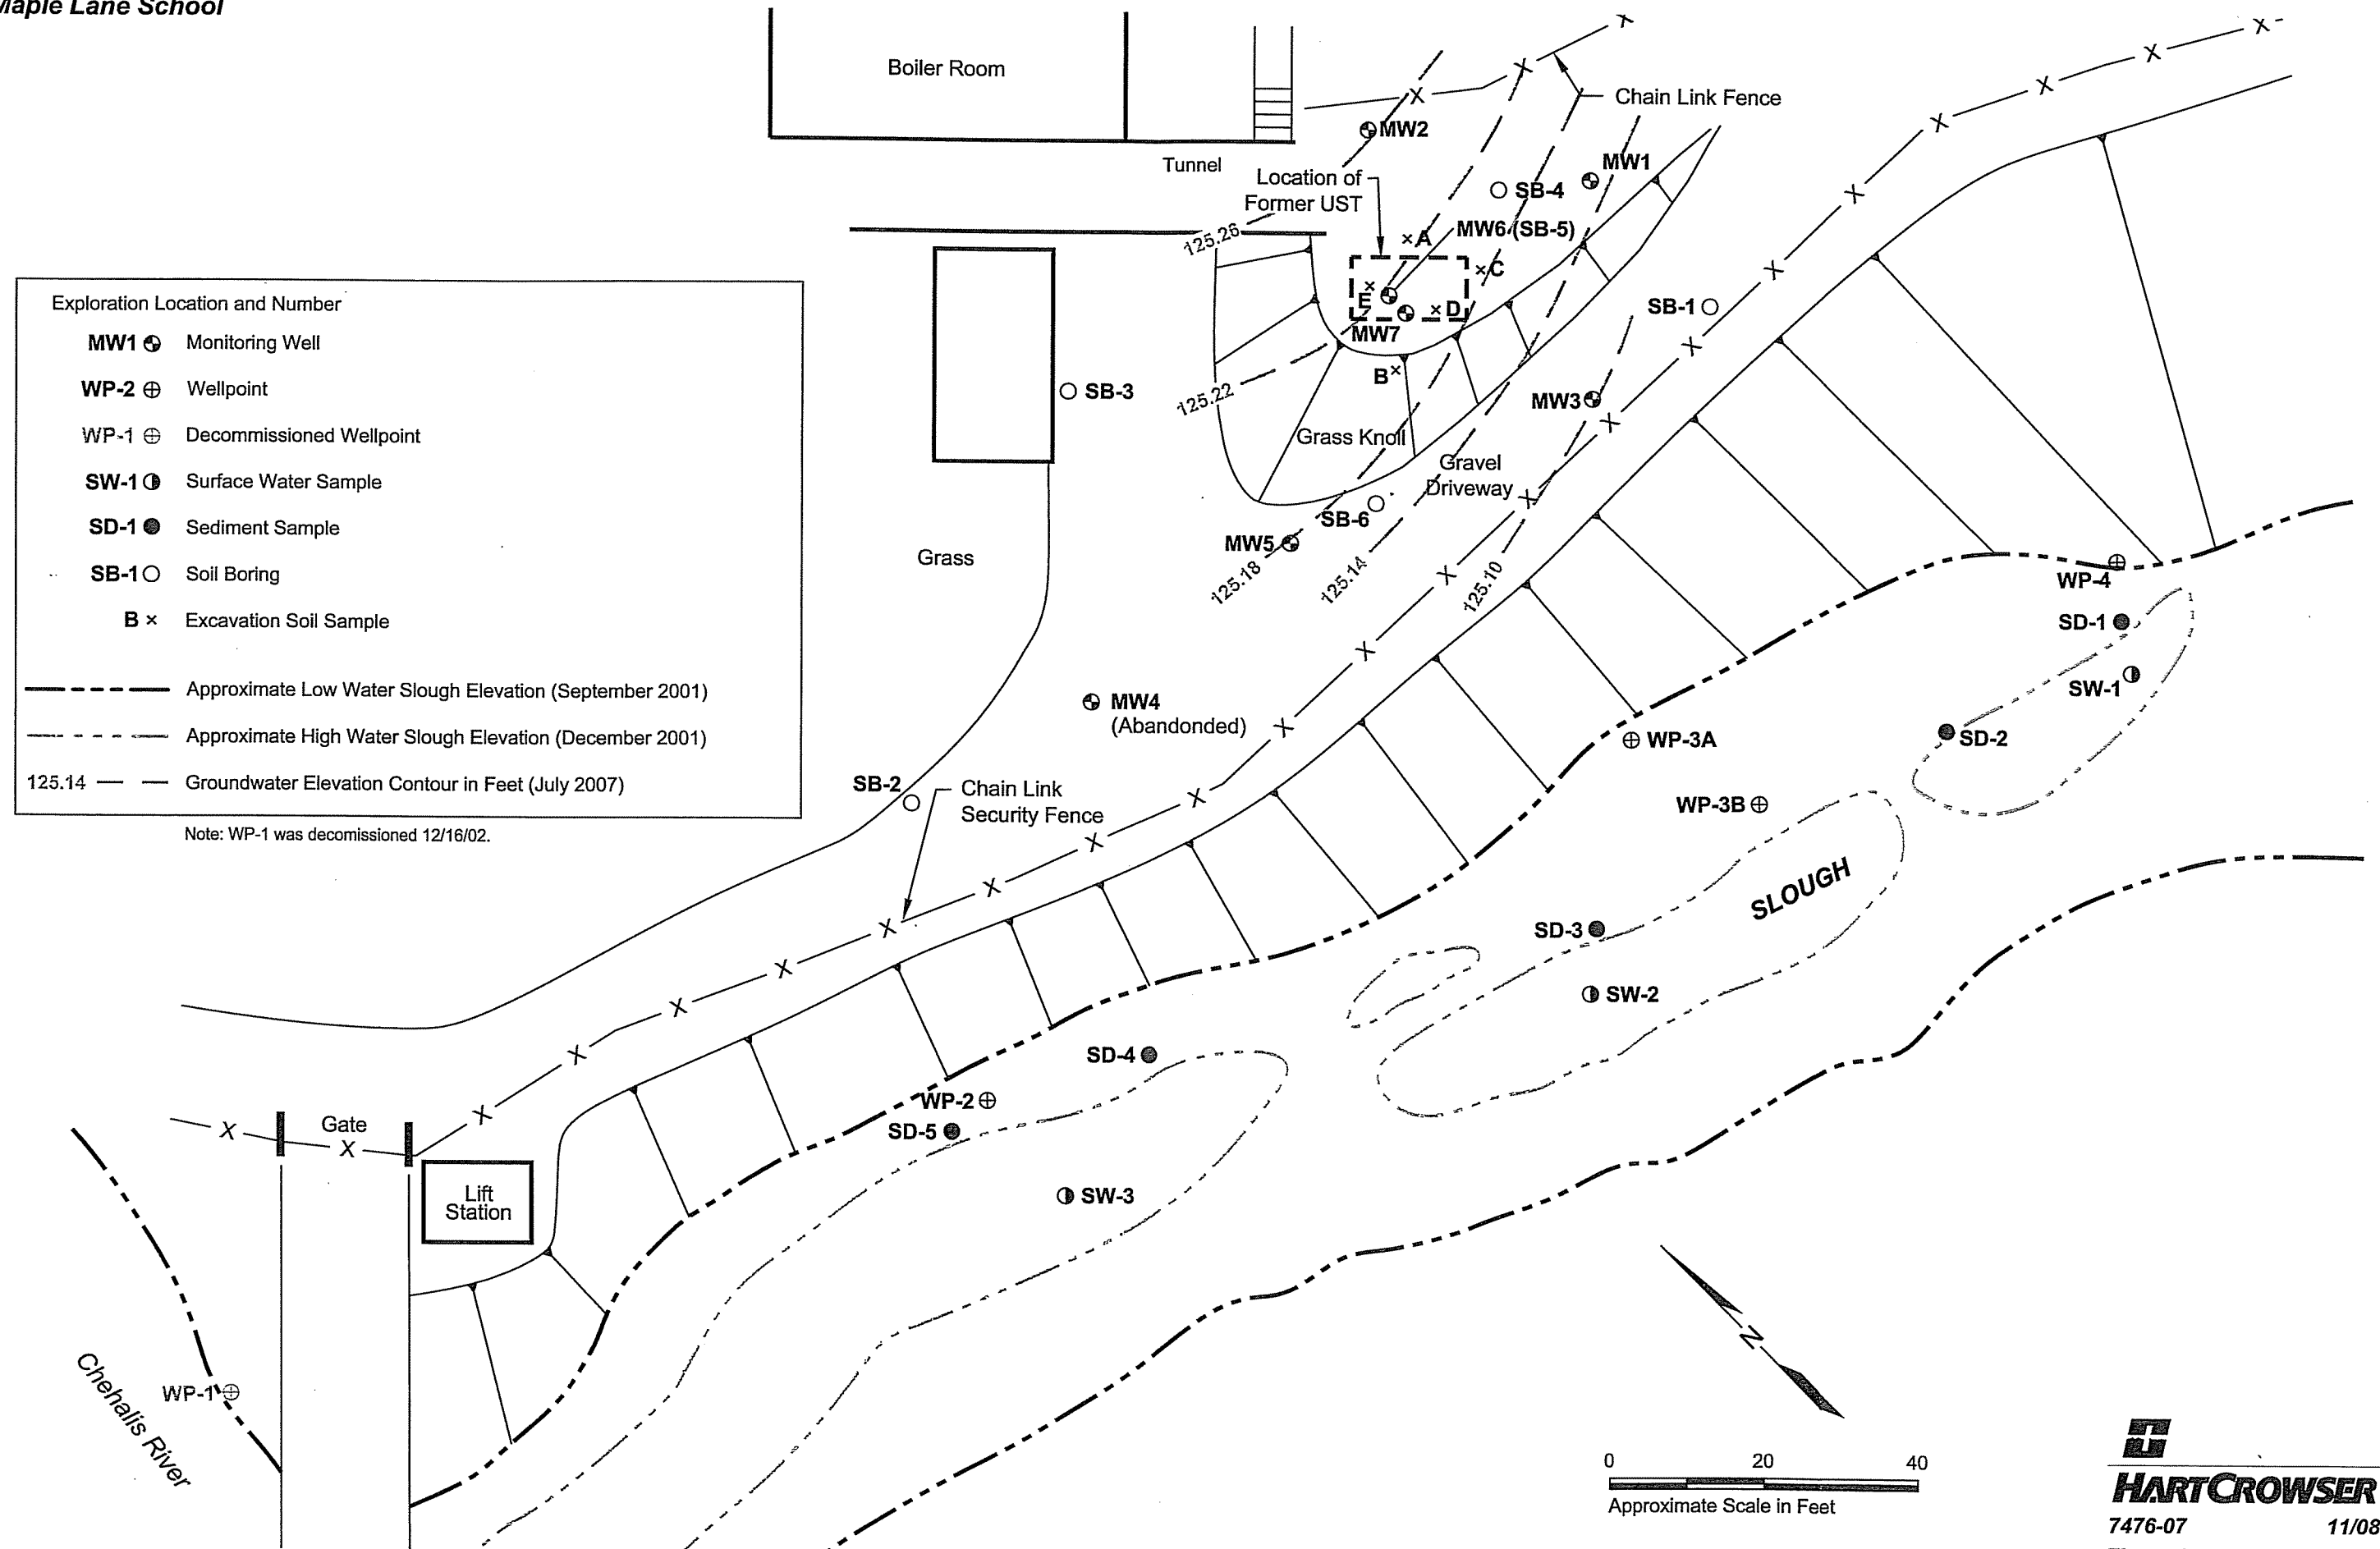 Maple Lane School
Boiler Room
Tunnel
Chain Link Fence
MW2
MW1
Location of
Former UST
SB-4
MW6 (SB-5)
A
C
E
D
MW7
B
125.26
125.22
SB-1
SB-3
MW3
Grass Knoll
Gravel
Driveway
SB-6
MW5
125.18
125.14
125.10
Grass
Exploration Location and Number
MW1 Monitoring Well
WP-2 Wellpoint
WP-1 Decommissioned Wellpoint
SW-1 Surface Water Sample
SD-1 Sediment Sample
SB-1 Soil Boring
B × Excavation Soil Sample
Approximate Low Water Slough Elevation (September 2001)
Approximate High Water Slough Elevation (December 2001)
125.14 Groundwater Elevation Contour in Feet (July 2007)
Note: WP-1 was decomissioned 12/16/02.
MW4
(Abandonded)
SB-2
Chain Link
Security Fence
WP-4
SD-1
SW-1
SD-2
WP-3A
WP-3B
SLOUGH
SD-3
SW-2
SD-4
WP-2
SD-5
SW-3
Gate
Lift
Station
WP-1
Chehalis River
N
0 20 40
Approximate Scale in Feet
HARTCROWSER
7476-07 11/08